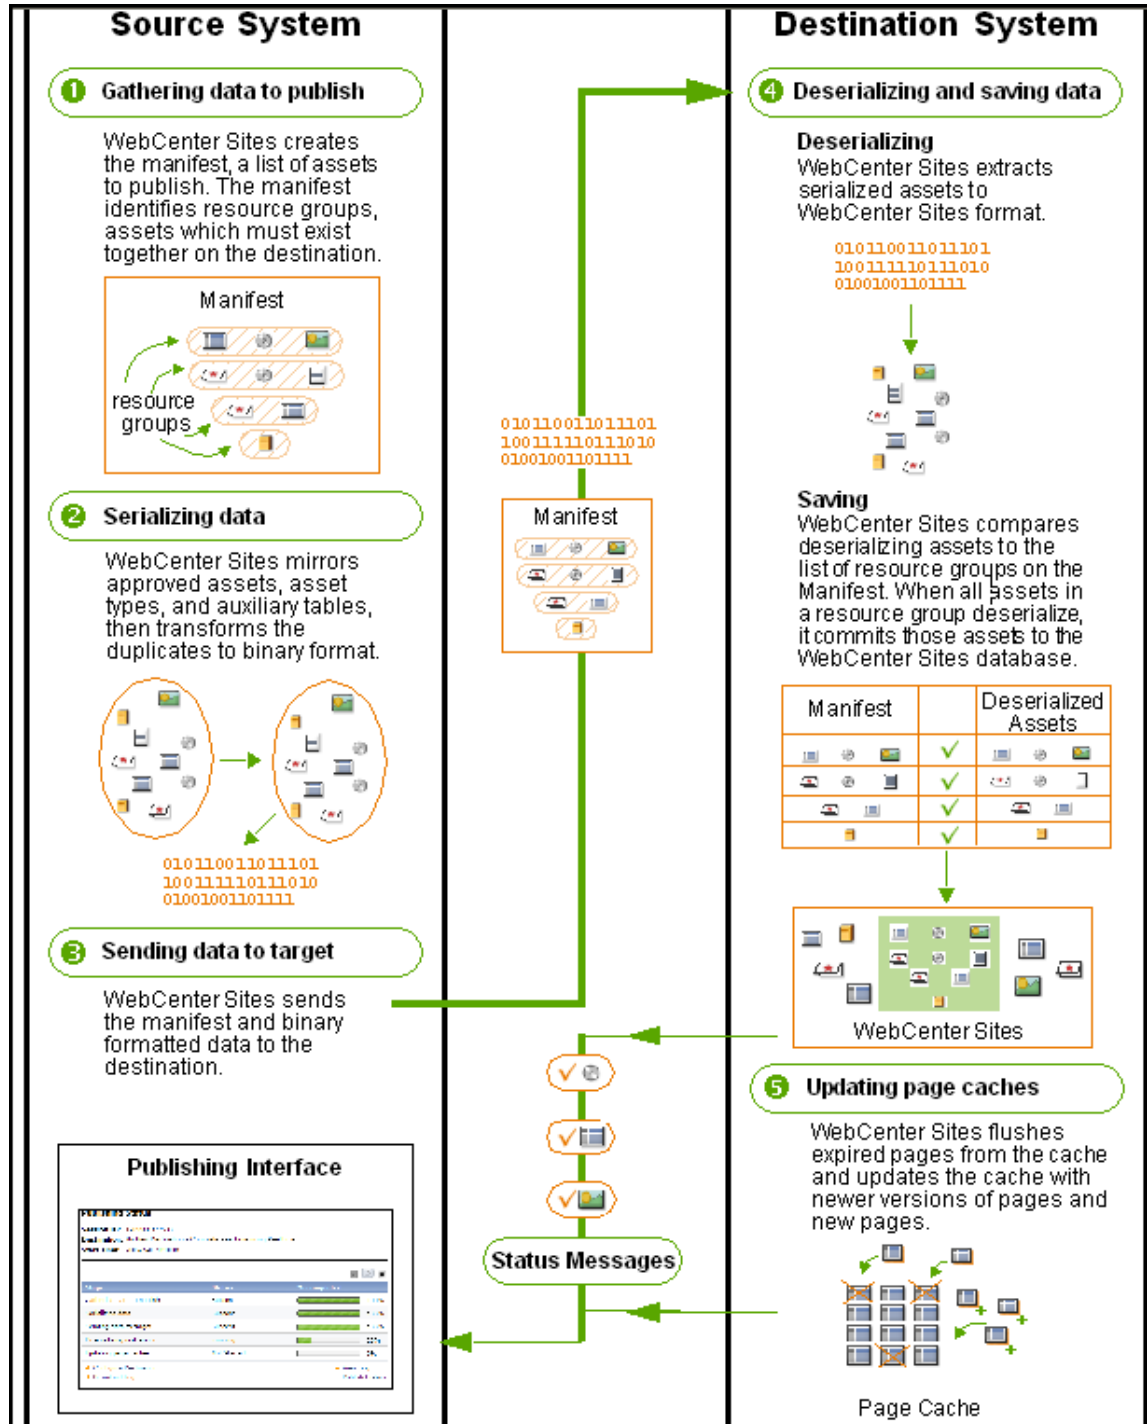 Source System
❶ Gathering data to publish
WebCenter Sites creates
the manifest, a list of assets
to publish. The manifest
identifies resource groups,
assets which must exist
together on the destination.
Manifest
resource
groups
❷ Serializing data
WebCenter Sites mirrors
approved assets, asset
types, and auxiliary tables,
then transforms the
duplicates to binary format.
010110011011101
100111110111010
01001001101111
❸ Sending data to target
WebCenter Sites sends
the manifest and binary
formatted data to the
destination.
Publishing Interface
010110011011101
100111110111010
01001001101111
Manifest
Status Messages
Destination System
❹ Deserializing and saving data
Deserializing
WebCenter Sites extracts
serialized assets to
WebCenter Sites format.
010110011011101
100111110111010
01001001101111
Saving
WebCenter Sites compares
deserializing assets to the
list of resource groups on the
Manifest. When all assets in
a resource group deserialize,
it commits those assets to the
WebCenter Sites database.
Manifest
Deserialized
Assets
WebCenter Sites
❺ Updating page caches
WebCenter Sites flushes
expired pages from the cache
and updates the cache with
newer versions of pages and
new pages.
Page Cache